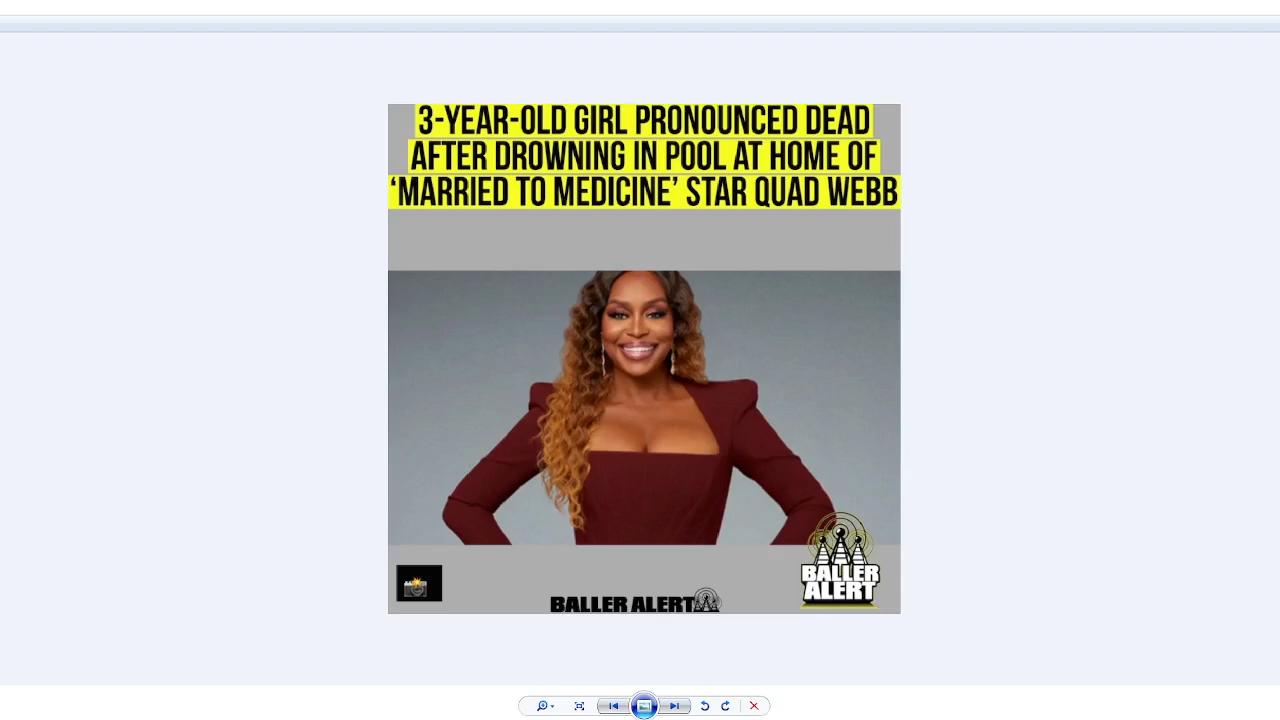 3-YEAR-OLD GIRL PRONOUNCED DEAD
AFTER DROWNING IN POOL AT HOME OF
‘MARRIED TO MEDICINE’ STAR QUAD WEBB
BALLER
ALERT
BALLER ALERT